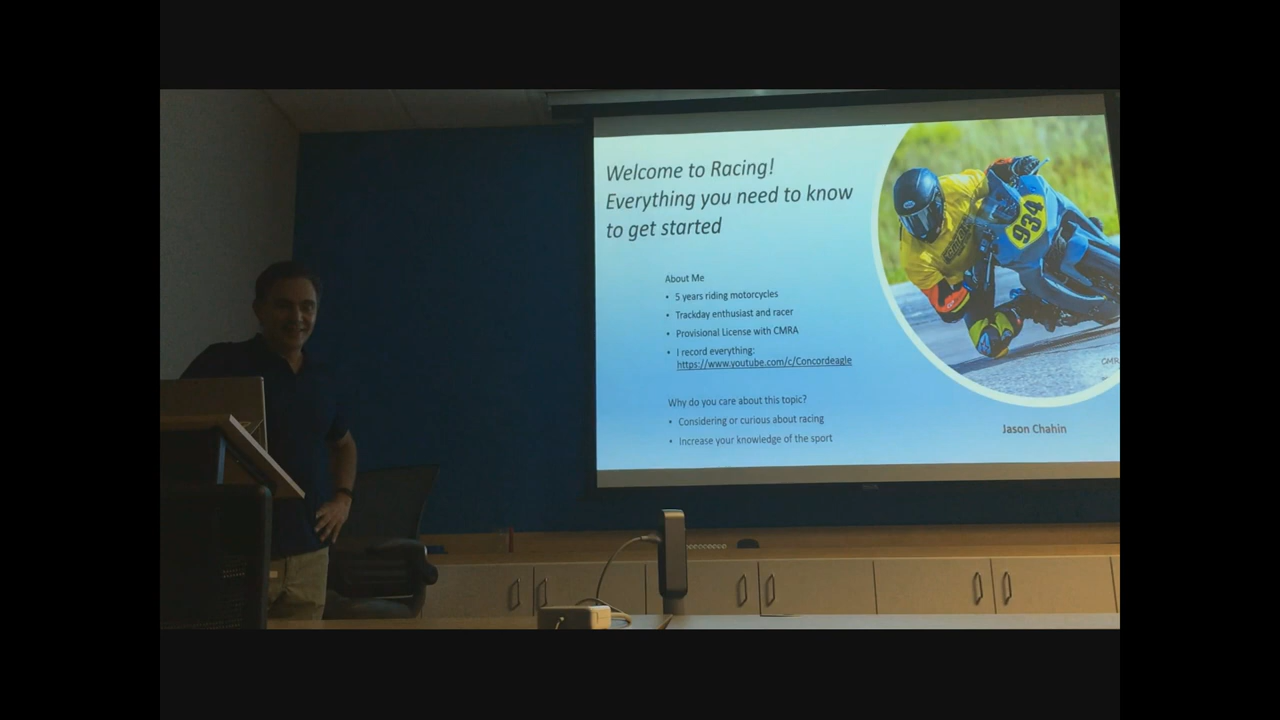 Welcome to Racing!
Everything you need to know
to get started
About Me
• 5 years riding motorcycles
• Trackday enthusiast and racer
• Provisional License with CMRA
• I record everything:
https://www.youtube.com/c/Concordeagle
Why do you care about this topic?
• Considering or curious about racing
• Increase your knowledge of the sport
934
CMR
Jason Chahin